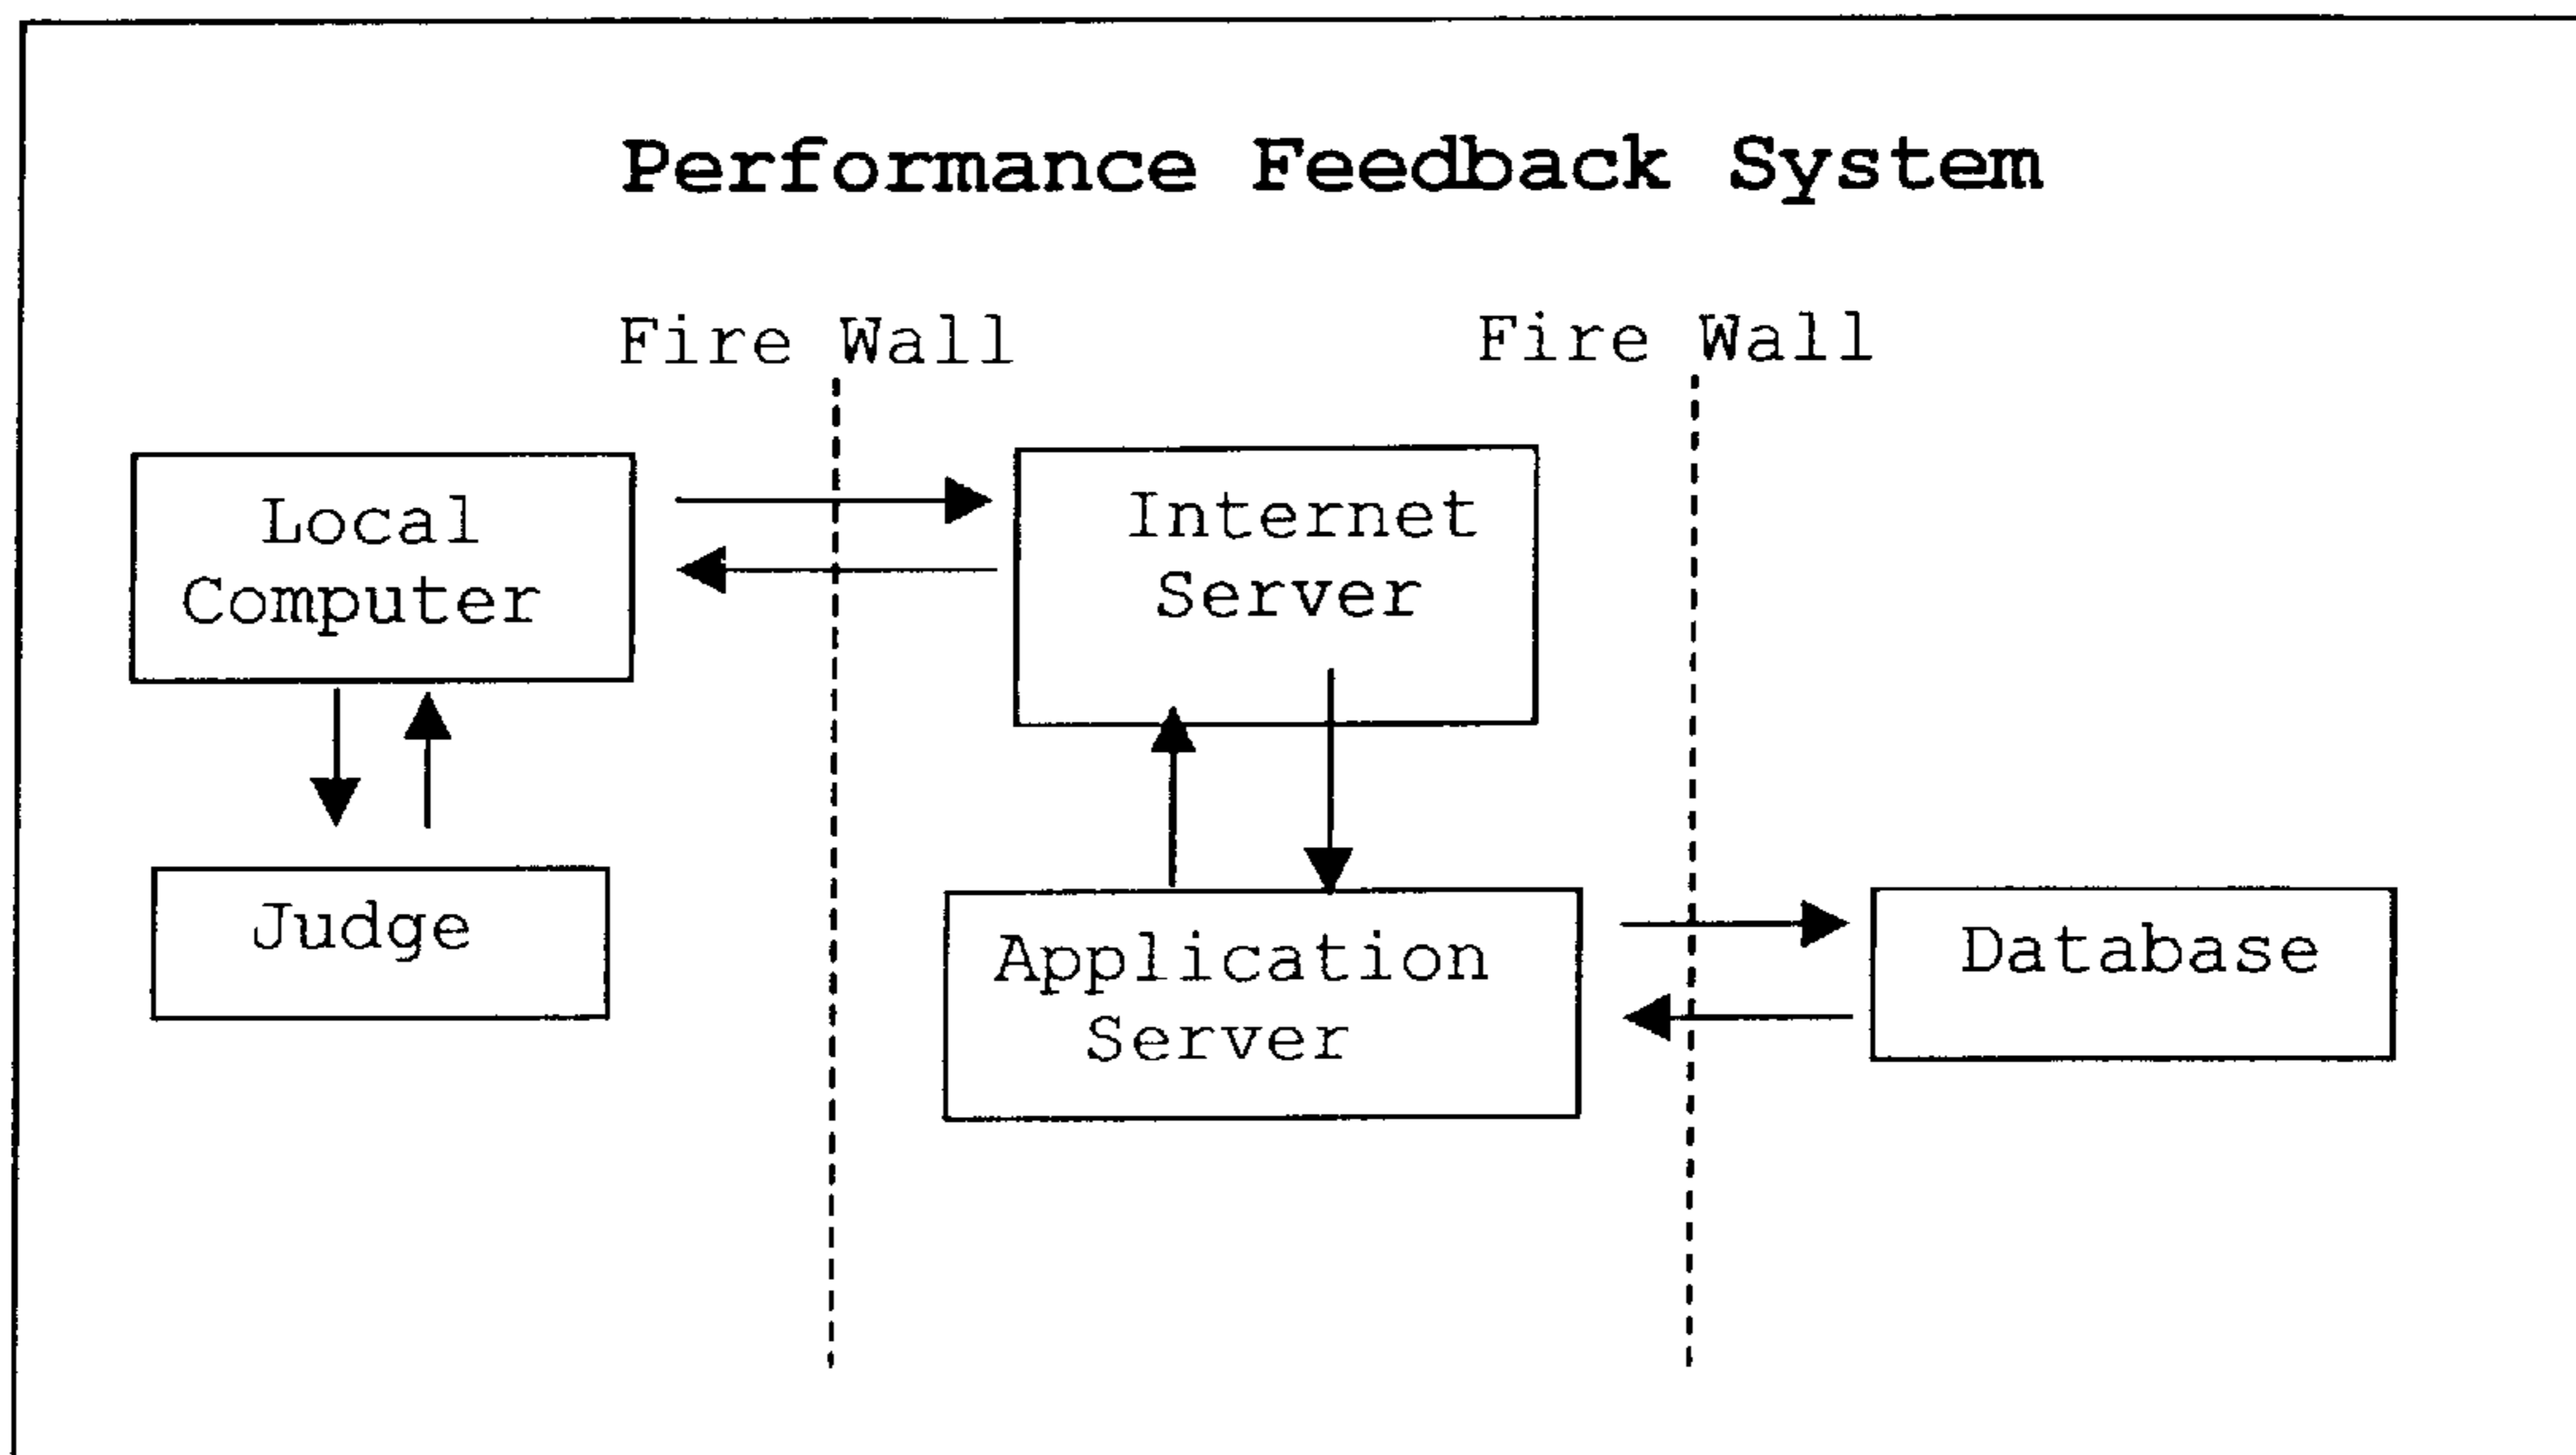 Performance Feedback System
Fire Wall
Fire Wall
Local
Computer
Internet
Server
Judge
Application
Server
Database